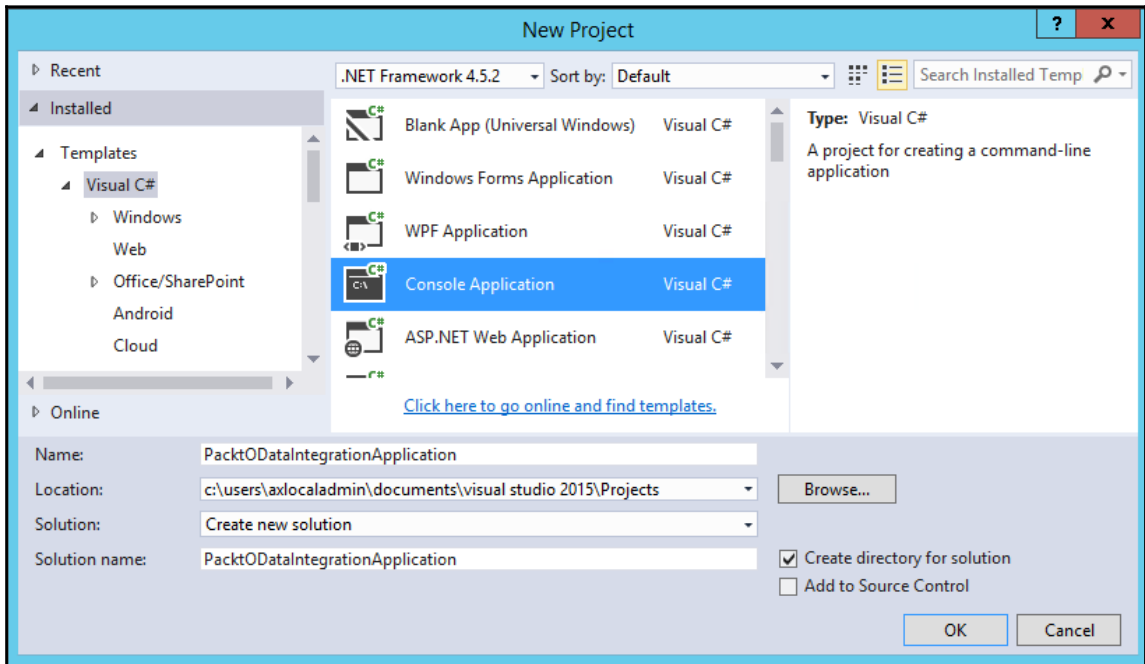 New Project
? x
Recent
.NET Framework 4.5.2 Sort by: Default Search Installed Temp
Installed
Templates
Visual C#
Windows
Web
Office/SharePoint
Android
Cloud
Online
C# Blank App (Universal Windows) Visual C#
C# Windows Forms Application Visual C#
C# WPF Application Visual C#
C# C:\ Console Application Visual C#
C# ASP.NET Web Application Visual C#
C#
Click here to go online and find templates.
Type: Visual C#
A project for creating a command-line
application
Name: PacktODataIntegrationApplication
Location: c:\users\axlocaladmin\documents\visual studio 2015\Projects Browse...
Solution: Create new solution
Solution name: PacktODataIntegrationApplication
Create directory for solution
Add to Source Control
OK Cancel